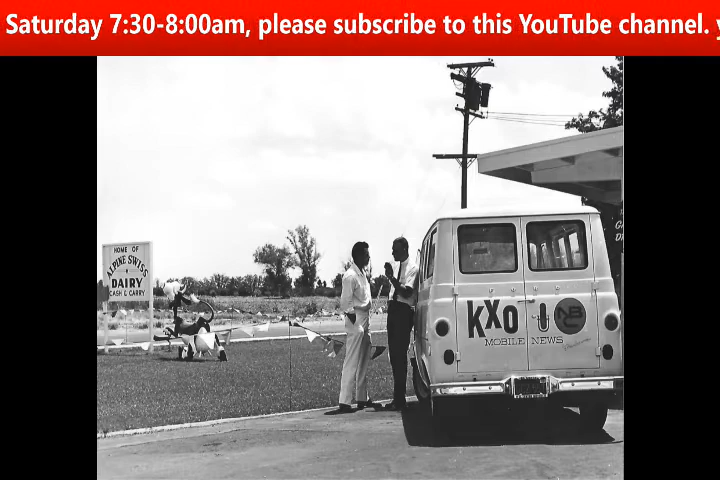 Saturday 7:30-8:00am, please subscribe to this YouTube channel.
HOME OF
ALPINE SWISS
DAIRY
CASH & CARRY
KXO
NBC
MOBILE NEWS